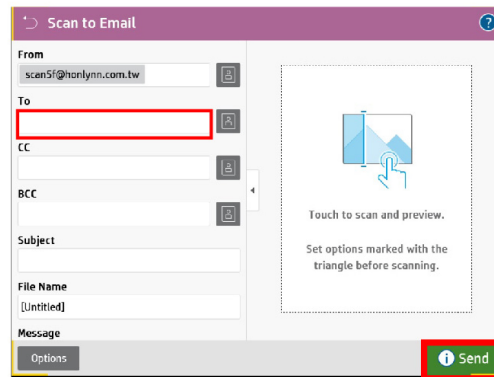 Scan to Email
?
From
scan5f@honlynn.com.tw
To
CC
BCC
Subject
File Name
[Untitled]
Message
Touch to scan and preview.
Set options marked with the
triangle before scanning.
Options
i Send